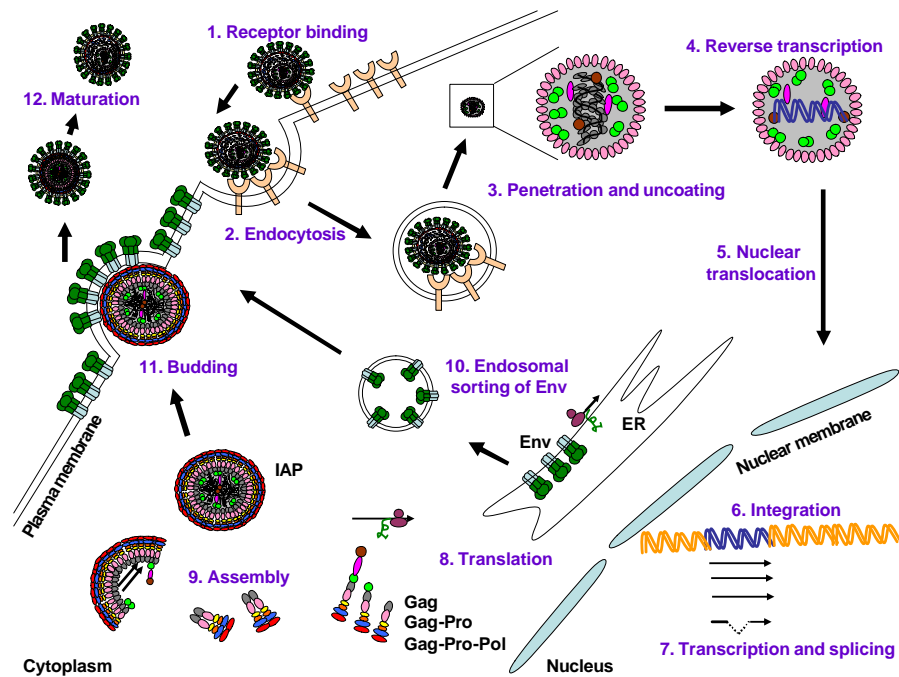 1. Receptor binding
4. Reverse transcription
12. Maturation
3. Penetration and uncoating
2. Endocytosis
5. Nuclear
translocation
11. Budding
10. Endosomal
sorting of Env
ER
Env
Plasma membrane
Nuclear membrane
IAP
6. Integration
8. Translation
9. Assembly
Gag
Gag-Pro
Gag-Pro-Pol
7. Transcription and splicing
Cytoplasm
Nucleus